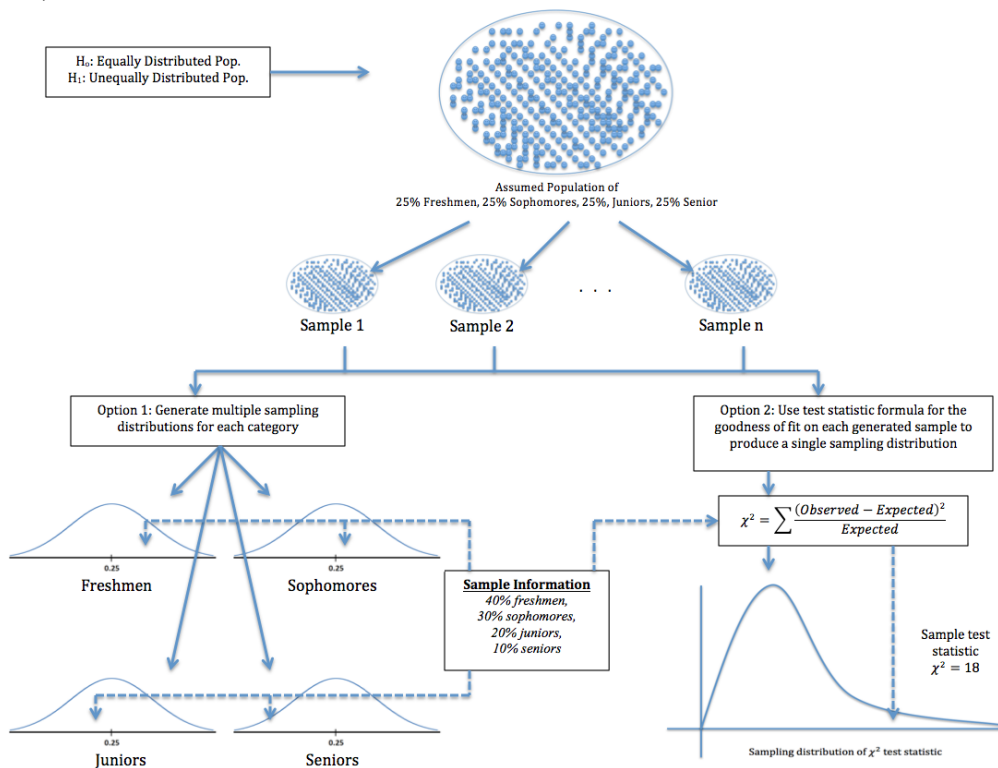 Hₒ: Equally Distributed Pop.
H₁: Unequally Distributed Pop.
Assumed Population of
25% Freshmen, 25% Sophomores, 25%, Juniors, 25% Senior
Sample 1
Sample 2
. . .
Sample n
Option 1: Generate multiple sampling
distributions for each category
Option 2: Use test statistic formula for the
goodness of fit on each generated sample to
produce a single sampling distribution
χ² = ∑ (Observed − Expected)² / Expected
0.25
Freshmen
0.25
Sophomores
Sample Information
40% freshmen,
30% sophomores,
20% juniors,
10% seniors
Sample test
statistic
χ² = 18
0.25
Juniors
0.25
Seniors
Sampling distribution of χ² test statistic